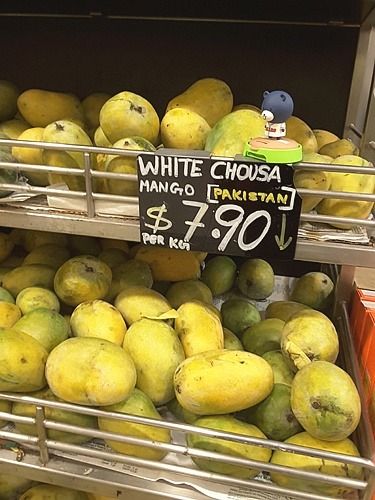 WHITE CHOUSA
MANGO [PAKISTAN]
$7.90
PER KG